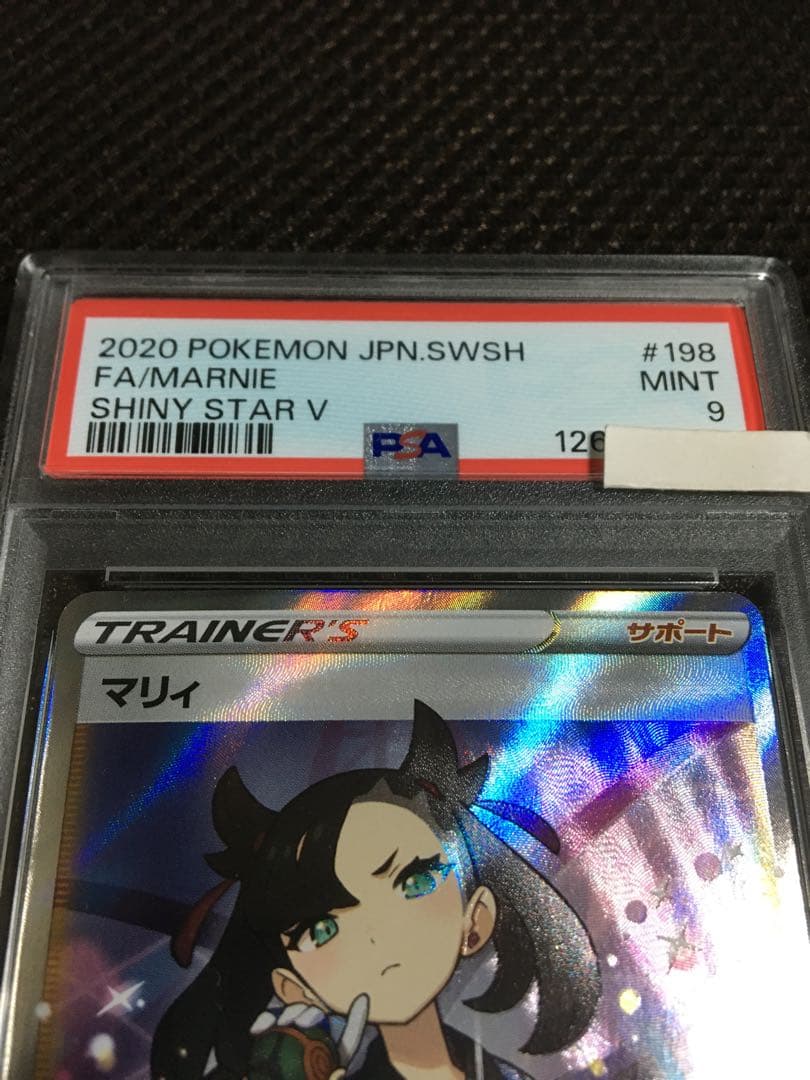 2020 POKEMON JPN.SWSH #198
FA/MARNIE MINT
SHINY STAR V 9
PSA 126
TRAINER'S サポート
マリィ